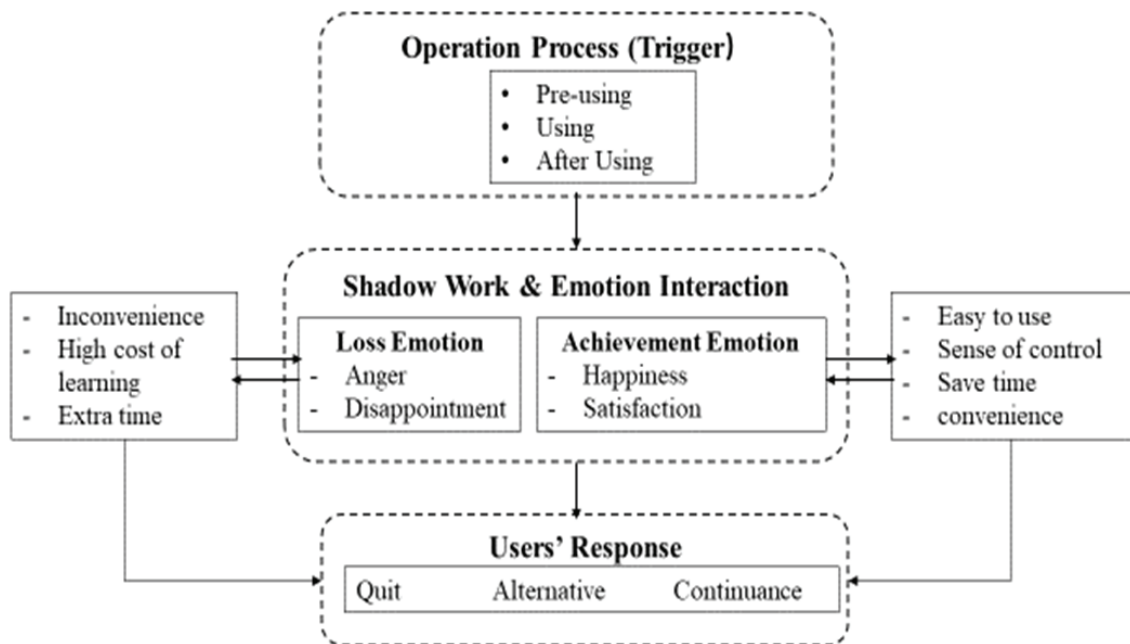 Operation Process (Trigger)
• Pre-using
• Using
• After Using
Shadow Work & Emotion Interaction
- Inconvenience
- High cost of
learning
- Extra time
Loss Emotion
- Anger
- Disappointment
Achievement Emotion
- Happiness
- Satisfaction
- Easy to use
- Sense of control
- Save time
- convenience
Users’ Response
Quit Alternative Continuance